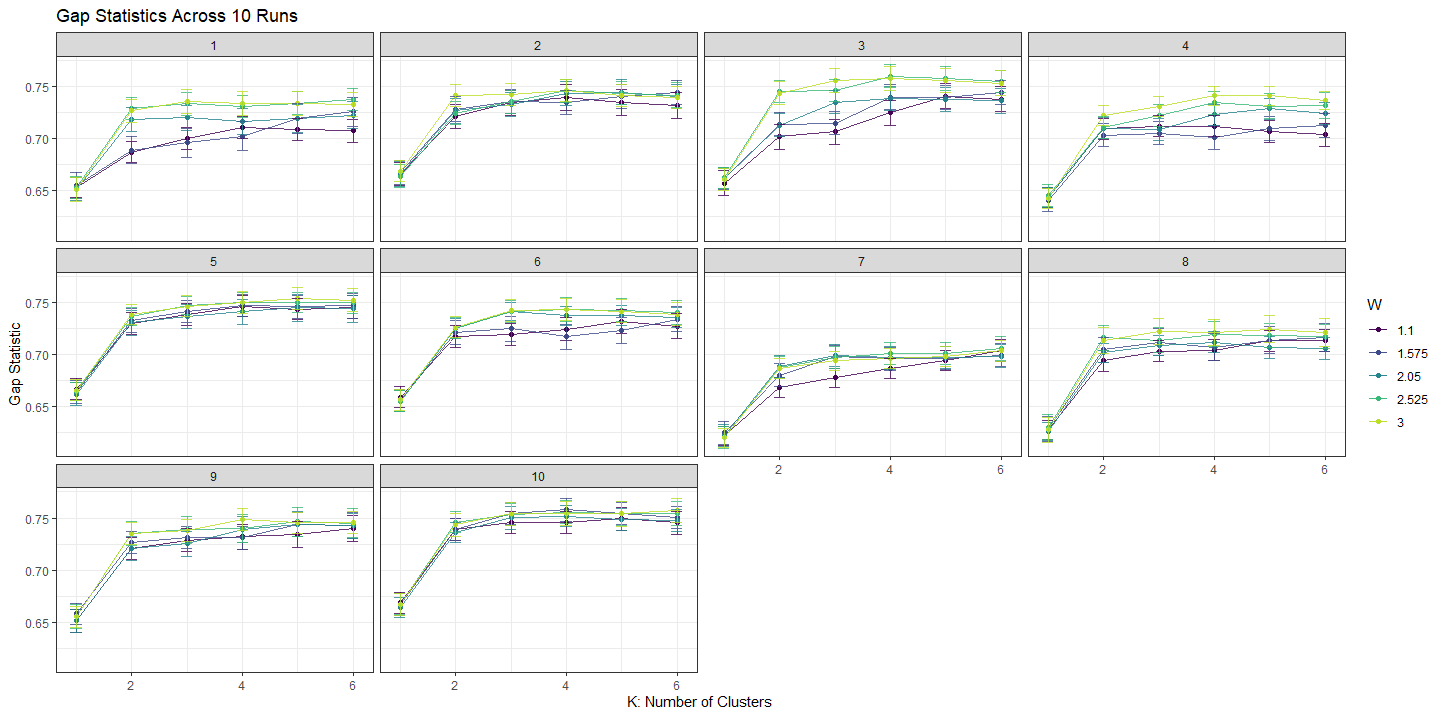 Gap Statistics Across 10 Runs
1 2 3 4
0.75
0.70
0.65
5 6 7 8
0.75
0.70
0.65
2 4 6 2 4 6
9 10
0.75
0.70
0.65
2 4 6 2 4 6
Gap Statistic
K: Number of Clusters
W
1.1
1.575
2.05
2.525
3